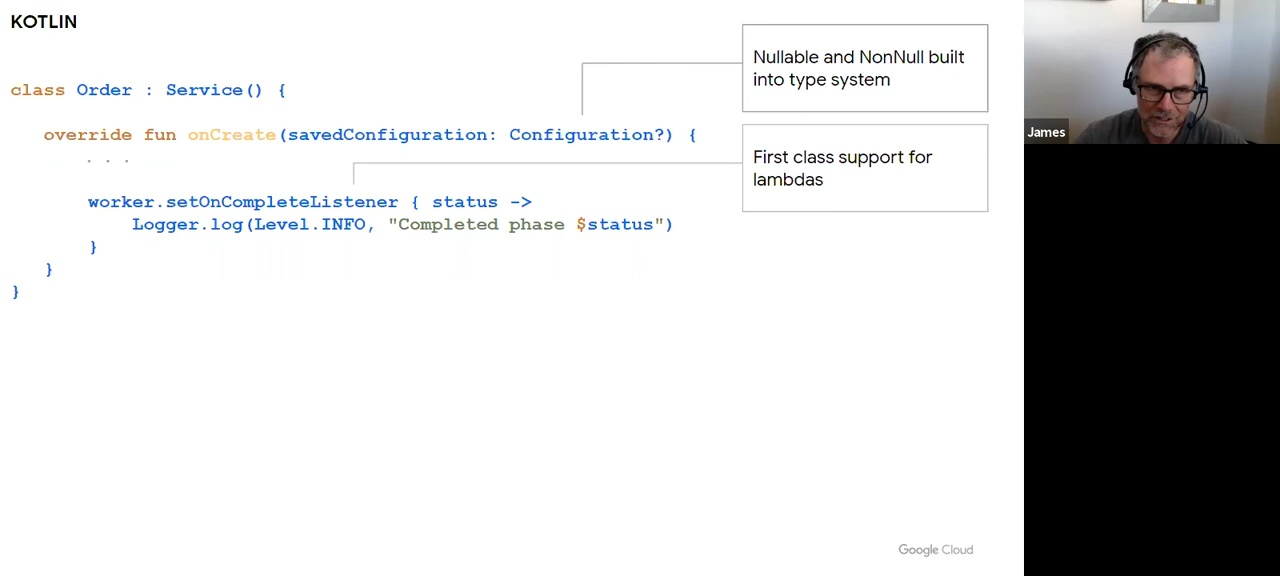 KOTLIN
class Order : Service() {
override fun onCreate(savedConfiguration: Configuration?) {
. . .
worker.setOnCompleteListener { status ->
Logger.log(Level.INFO, "Completed phase $status")
}
}
}
Nullable and NonNull built
into type system
First class support for
lambdas
James
Google Cloud